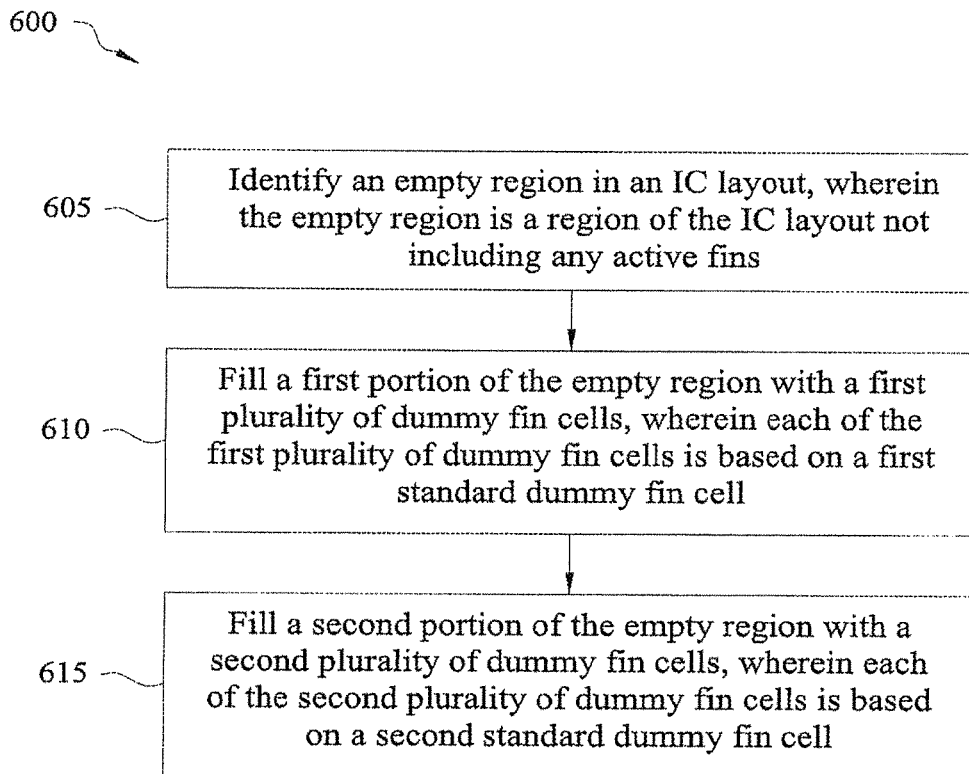 600
Identify an empty region in an IC layout, wherein
the empty region is a region of the IC layout not
including any active fins
605
Fill a first portion of the empty region with a first
plurality of dummy fin cells, wherein each of the
first plurality of dummy fin cells is based on a first
standard dummy fin cell
610
Fill a second portion of the empty region with a
second plurality of dummy fin cells, wherein each
of the second plurality of dummy fin cells is based
on a second standard dummy fin cell
615